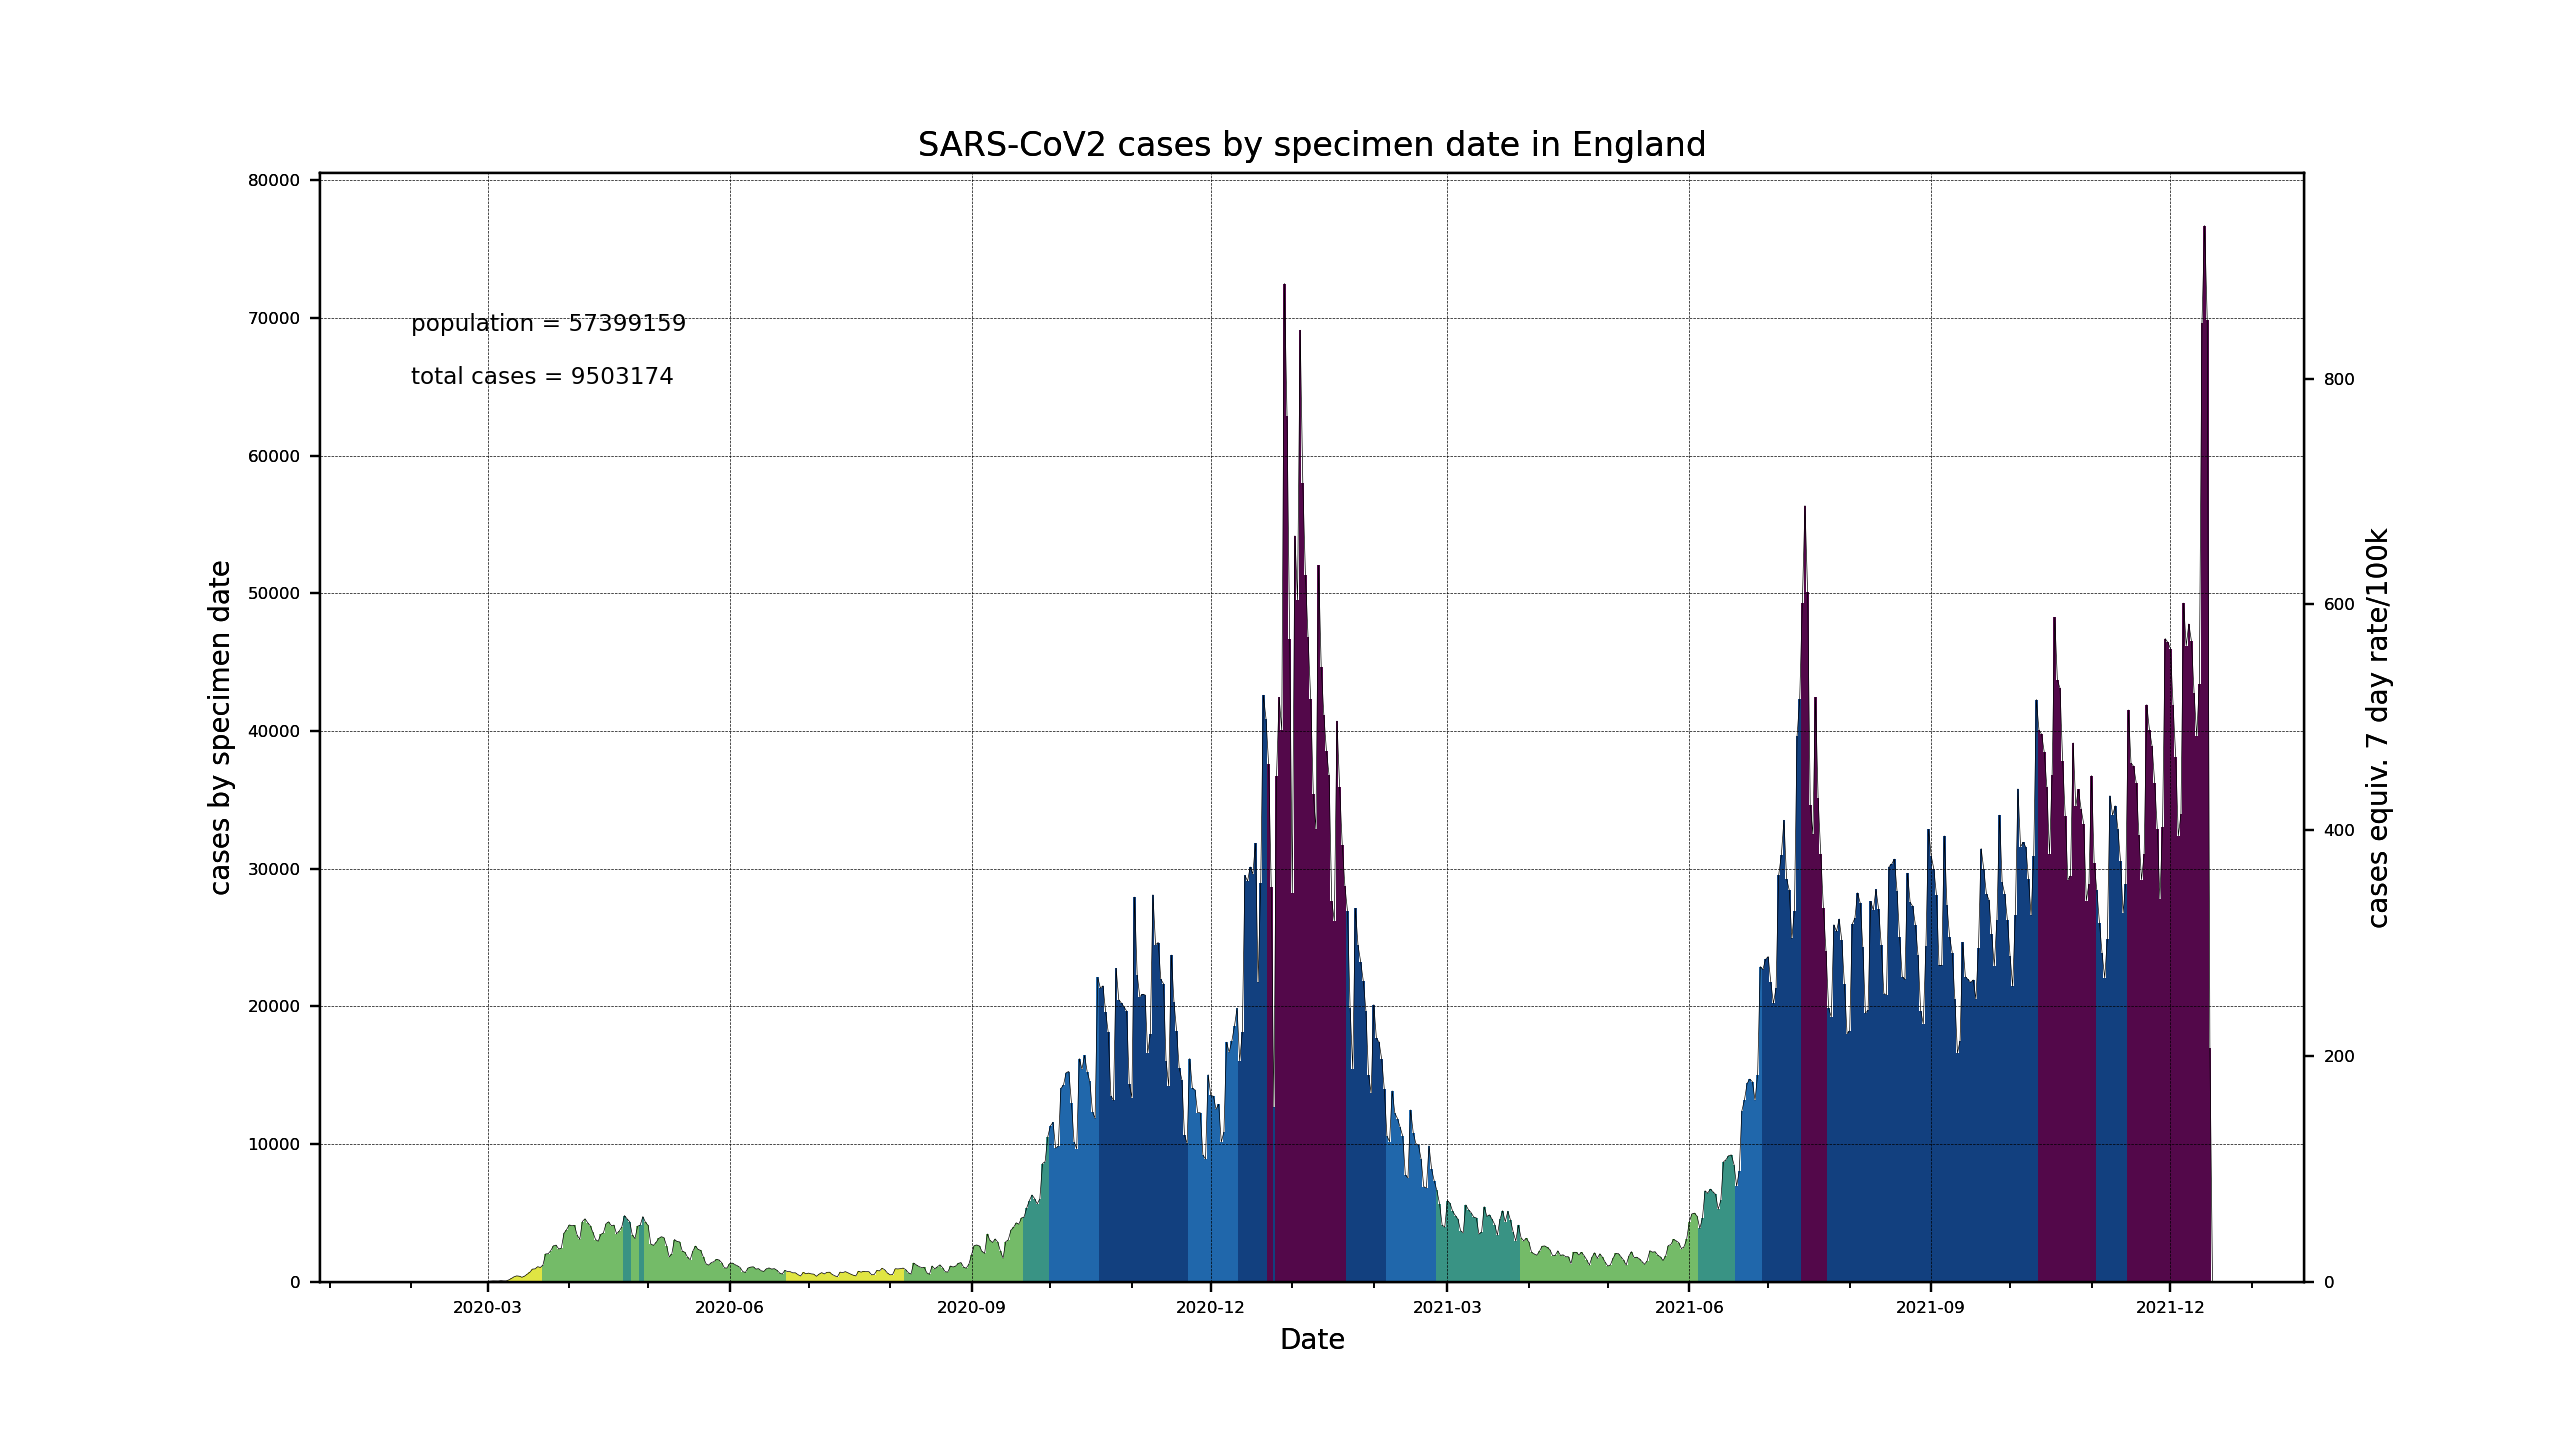 SARS-CoV2 cases by specimen date in England
80000
70000
60000
50000
40000
30000
20000
10000
0
cases by specimen date
population = 57399159
total cases = 9503174
800
600
400
200
0
cases equiv. 7 day rate/100k
2020-03 2020-06 2020-09 2020-12 2021-03 2021-06 2021-09 2021-12
Date